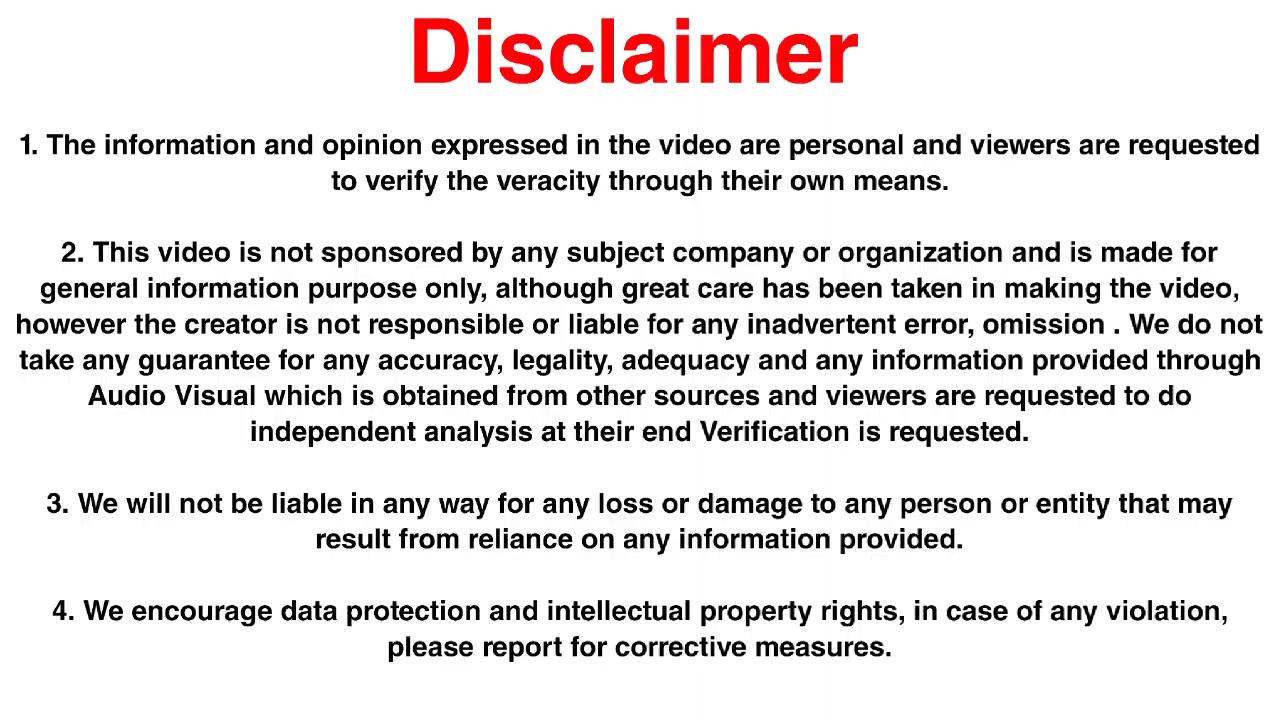 Disclaimer
1. The information and opinion expressed in the video are personal and viewers are requested
to verify the veracity through their own means.
2. This video is not sponsored by any subject company or organization and is made for
general information purpose only, although great care has been taken in making the video,
however the creator is not responsible or liable for any inadvertent error, omission . We do not
take any guarantee for any accuracy, legality, adequacy and any information provided through
Audio Visual which is obtained from other sources and viewers are requested to do
independent analysis at their end Verification is requested.
3. We will not be liable in any way for any loss or damage to any person or entity that may
result from reliance on any information provided.
4. We encourage data protection and intellectual property rights, in case of any violation,
please report for corrective measures.